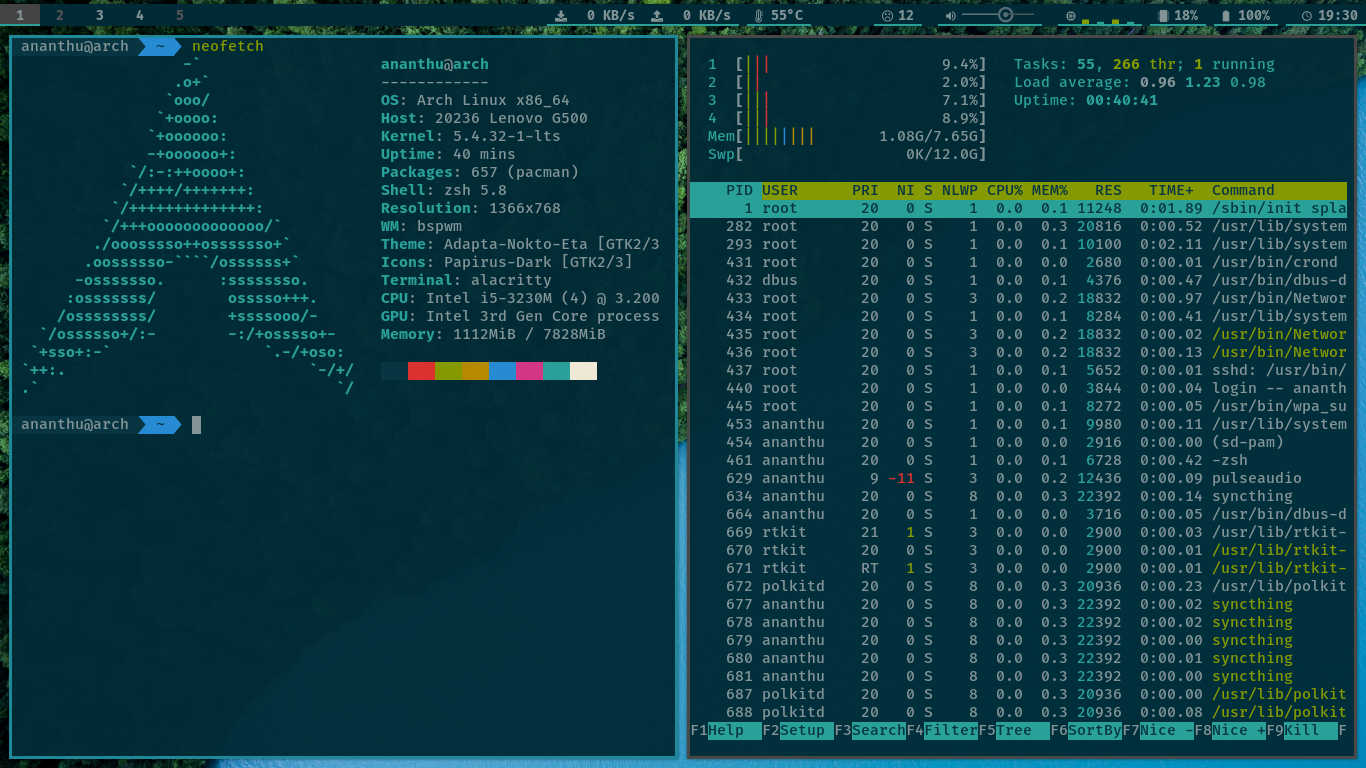 1 2 3 4 5 0 KB/s 0 KB/s 55°C 12 18% 100% 19:30
ananthu@arch ~ neofetch
-`
.o+`
`ooo/
`+oooo:
`+oooooo:
-+oooooo+:
`/:-:++oooo+:
`/++++/+++++++:
`/++++++++++++++:
`/+++ooooooooooooo/`
./ooosssso++osssssso+`
.oossssso-````/ossssss+`
-osssssso. :ssssssso.
:osssssss/ osssso+++.
/ossssssss/ +ssssooo/-
`/ossssso+/:- -:/+osssso+-
`+sso+:-` `.-/+oso:
`++:. `-/+/
.` `/
ananthu@arch
------------
OS: Arch Linux x86_64
Host: 20236 Lenovo G500
Kernel: 5.4.32-1-lts
Uptime: 40 mins
Packages: 657 (pacman)
Shell: zsh 5.8
Resolution: 1366x768
WM: bspwm
Theme: Adapta-Nokto-Eta [GTK2/3
Icons: Papirus-Dark [GTK2/3]
Terminal: alacritty
CPU: Intel i5-3230M (4) @ 3.200
GPU: Intel 3rd Gen Core process
Memory: 1112MiB / 7828MiB
ananthu@arch ~
1 [||| 9.4%]
2 [|| 2.0%]
3 [||| 7.1%]
4 [||| 8.9%]
Mem[|||||||| 1.08G/7.65G]
Swp[ 0K/12.0G]
Tasks: 55, 266 thr; 1 running
Load average: 0.96 1.23 0.98
Uptime: 00:40:41
PID USER PRI NI S NLWP CPU% MEM% RES TIME+ Command
1 root 20 0 S 1 0.0 0.1 11248 0:01.89 /sbin/init spla
282 root 20 0 S 1 0.0 0.3 20816 0:00.52 /usr/lib/system
293 root 20 0 S 1 0.0 0.1 10100 0:02.11 /usr/lib/system
431 root 20 0 S 1 0.0 0.0 2680 0:00.01 /usr/bin/crond
432 dbus 20 0 S 1 0.0 0.1 4376 0:00.47 /usr/bin/dbus-d
433 root 20 0 S 3 0.0 0.2 18832 0:00.97 /usr/bin/Networ
434 root 20 0 S 1 0.0 0.1 8284 0:00.41 /usr/lib/system
435 root 20 0 S 3 0.0 0.2 18832 0:00.02 /usr/bin/Networ
436 root 20 0 S 3 0.0 0.2 18832 0:00.13 /usr/bin/Networ
437 root 20 0 S 1 0.0 0.1 5652 0:00.01 sshd: /usr/bin/
440 root 20 0 S 1 0.0 0.0 3844 0:00.04 login -- ananth
445 root 20 0 S 1 0.0 0.1 8272 0:00.05 /usr/bin/wpa_su
453 ananthu 20 0 S 1 0.0 0.1 9980 0:00.11 /usr/lib/system
454 ananthu 20 0 S 1 0.0 0.0 2916 0:00.00 (sd-pam)
461 ananthu 20 0 S 1 0.0 0.1 6728 0:00.42 -zsh
629 ananthu 9 -11 S 3 0.0 0.2 12436 0:00.09 pulseaudio
634 ananthu 20 0 S 8 0.0 0.3 22392 0:00.14 syncthing
664 ananthu 20 0 S 1 0.0 0.0 3716 0:00.05 /usr/bin/dbus-d
669 rtkit 21 1 S 3 0.0 0.0 2900 0:00.03 /usr/lib/rtkit-
670 rtkit 20 0 S 3 0.0 0.0 2900 0:00.01 /usr/lib/rtkit-
671 rtkit RT 1 S 3 0.0 0.0 2900 0:00.01 /usr/lib/rtkit-
672 polkitd 20 0 S 8 0.0 0.3 20936 0:00.23 /usr/lib/polkit
677 ananthu 20 0 S 8 0.0 0.3 22392 0:00.02 syncthing
678 ananthu 20 0 S 8 0.0 0.3 22392 0:00.02 syncthing
679 ananthu 20 0 S 8 0.0 0.3 22392 0:00.00 syncthing
680 ananthu 20 0 S 8 0.0 0.3 22392 0:00.01 syncthing
681 ananthu 20 0 S 8 0.0 0.3 22392 0:00.00 syncthing
687 polkitd 20 0 S 8 0.0 0.3 20936 0:00.00 /usr/lib/polkit
688 polkitd 20 0 S 8 0.0 0.3 20936 0:00.08 /usr/lib/polkit
F1Help F2Setup F3SearchF4FilterF5Tree F6SortByF7Nice -F8Nice +F9Kill F